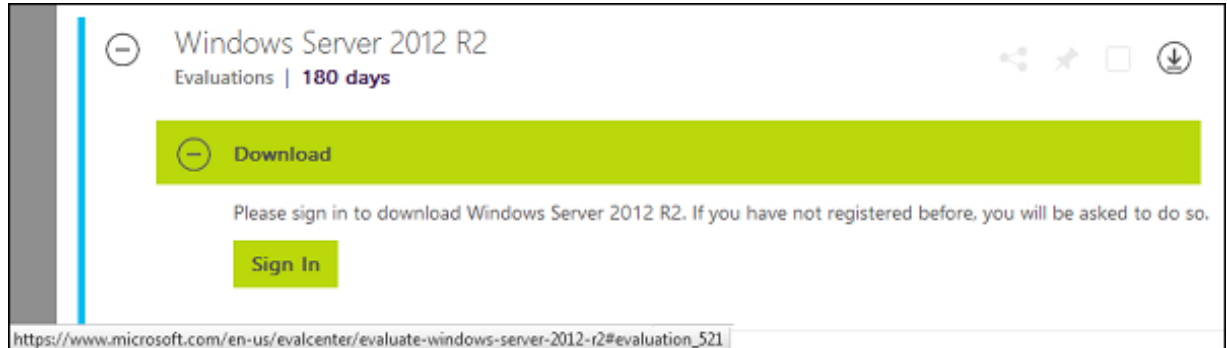 Windows Server 2012 R2
Evaluations | 180 days
Download
Please sign in to download Windows Server 2012 R2. If you have not registered before, you will be asked to do so.
Sign In
https://www.microsoft.com/en-us/evalcenter/evaluate-windows-server-2012-r2#evaluation_521